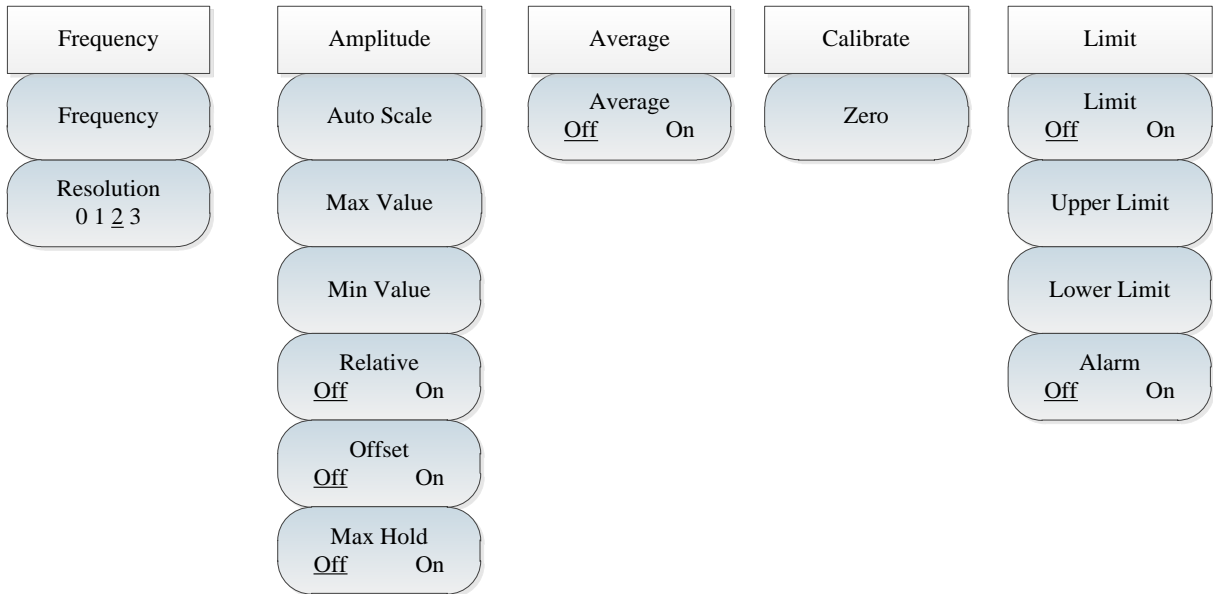 Frequency
Frequency
Resolution
0 1 2 3
Amplitude
Auto Scale
Max Value
Min Value
Relative
Off On
Offset
Off On
Max Hold
Off On
Average
Average
Off On
Calibrate
Zero
Limit
Limit
Off On
Upper Limit
Lower Limit
Alarm
Off On